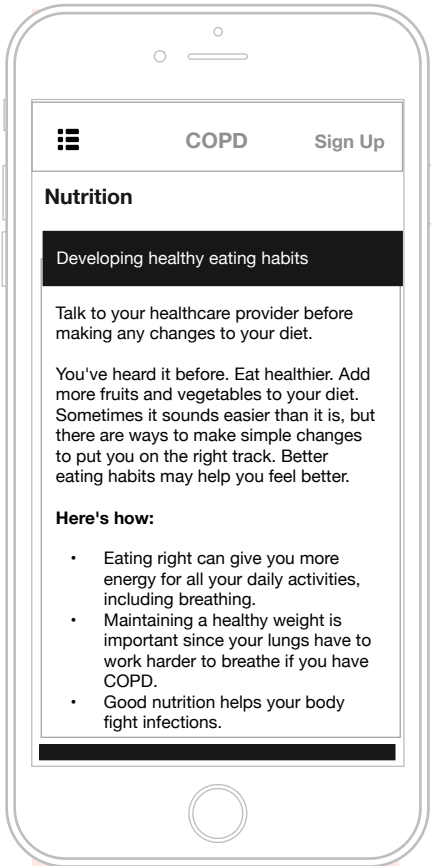 COPD Sign Up
Nutrition
Developing healthy eating habits
Talk to your healthcare provider before
making any changes to your diet.
You've heard it before. Eat healthier. Add
more fruits and vegetables to your diet.
Sometimes it sounds easier than it is, but
there are ways to make simple changes
to put you on the right track. Better
eating habits may help you feel better.
Here's how:
• Eating right can give you more
energy for all your daily activities,
including breathing.
• Maintaining a healthy weight is
important since your lungs have to
work harder to breathe if you have
COPD.
• Good nutrition helps your body
fight infections.